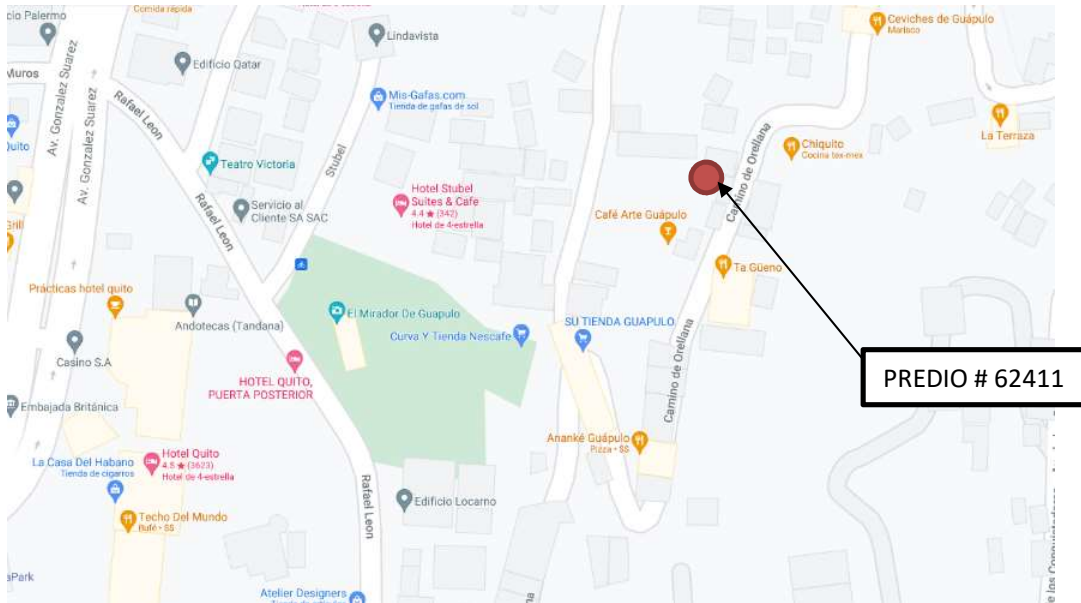 cio Palermo
Comida rápida
Lindavista
Ceviches de Guápulo
Marisco
Muros
Edificio Qatar
Av. Gonzalez Suarez
Av. Gonzalez Suarez
Rafael Leon
Mis-Gafas.com
Tienda de gafas de sol
La Terraza
Quito
Stubel
Camino de Orellana
Chiquito
Cocina tex-mex
Teatro Victoria
Hotel Stubel
Suites & Cafe
4.4 ★ (342)
Hotel de 4-estrella
Servicio al
Cliente SA SAC
Rafael Leon
Café Arte Guápulo
Grill
Ta Güeno
Prácticas hotel quito
El Mirador De Guapulo
SU TIENDA GUAPULO
Andotecas (Tandana)
Curva Y Tienda Nescafe
Casino S.A
HOTEL QUITO,
PUERTA POSTERIOR
Camino de Orellana
PREDIO # 62411
Embajada Británica
Ananké Guápulo
Pizza • $$
Hotel Quito
4.5 ★ (3623)
Hotel de 4-estrella
La Casa Del Habano
Tienda de cigarros
Rafael Leon
Edificio Locarno
Techo Del Mundo
Bufé • $$
aPark
Atelier Designers
e los Conquistadores